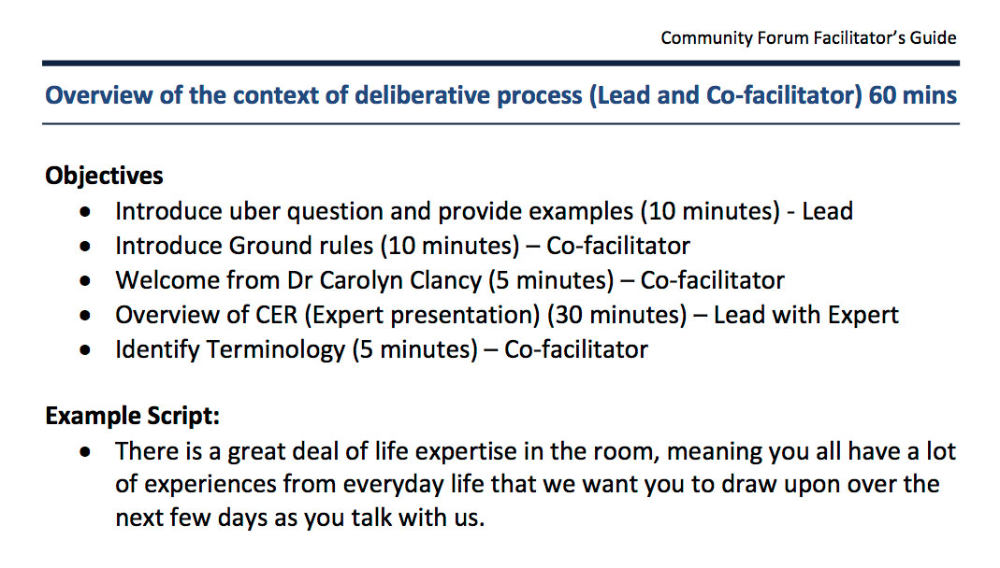 Community Forum Facilitator’s Guide
Overview of the context of deliberative process (Lead and Co-facilitator) 60 mins
Objectives
• Introduce uber question and provide examples (10 minutes) - Lead
• Introduce Ground rules (10 minutes) – Co-facilitator
• Welcome from Dr Carolyn Clancy (5 minutes) – Co-facilitator
• Overview of CER (Expert presentation) (30 minutes) – Lead with Expert
• Identify Terminology (5 minutes) – Co-facilitator
Example Script:
• There is a great deal of life expertise in the room, meaning you all have a lot
of experiences from everyday life that we want you to draw upon over the
next few days as you talk with us.